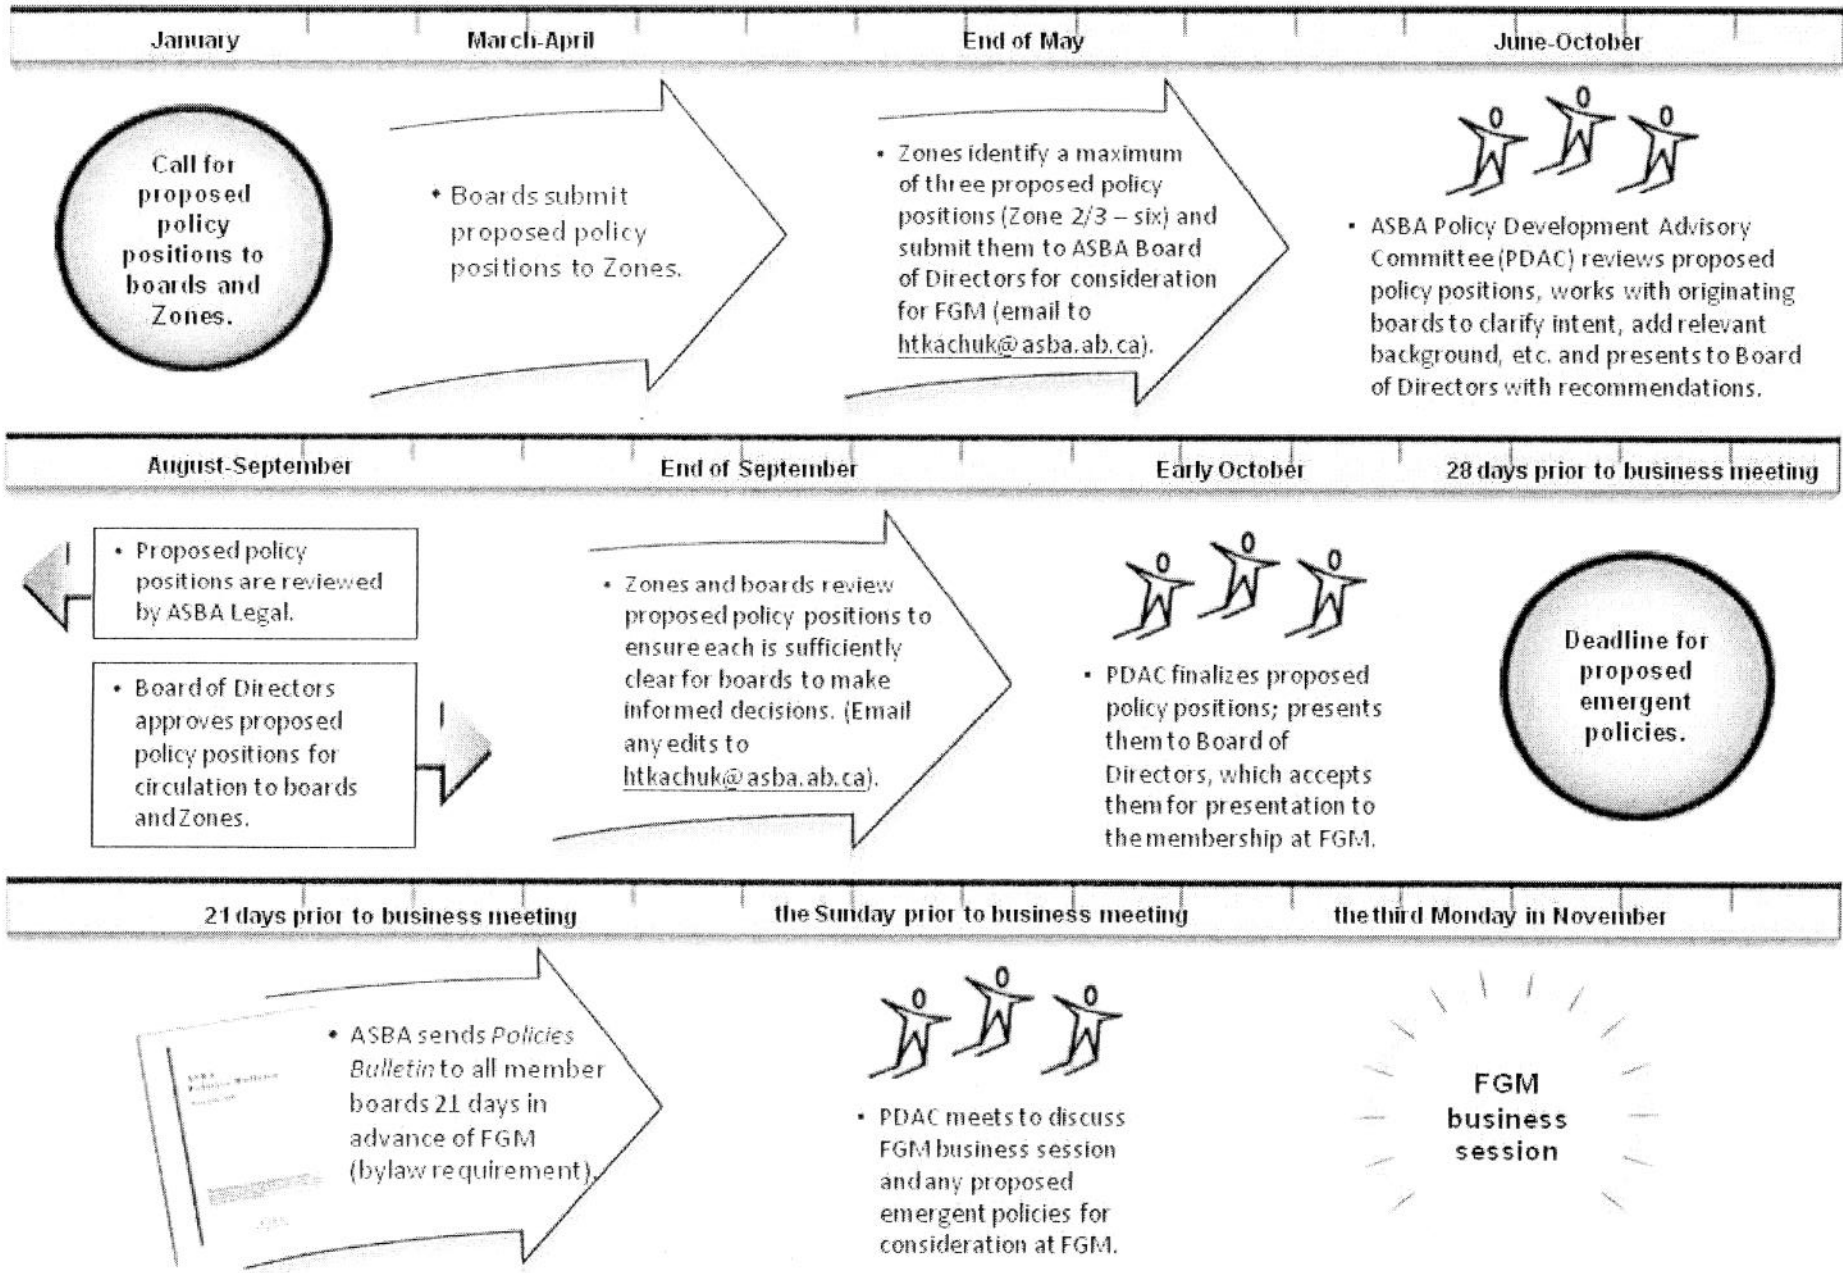 January
March-April
End of May
June-October
Call for
proposed
policy
positions to
boards and
Zones.
• Boards submit
proposed policy
positions to Zones.
• Zones identify a maximum
of three proposed policy
positions (Zone 2/3 – six) and
submit them to ASBA Board
of Directors for consideration
for FGM (email to
htkachuk@asba.ab.ca).
• ASBA Policy Development Advisory
Committee (PDAC) reviews proposed
policy positions, works with originating
boards to clarify intent, add relevant
background, etc. and presents to Board
of Directors with recommendations.
August-September
End of September
Early October
28 days prior to business meeting
• Proposed policy
positions are reviewed
by ASBA Legal.
• Board of Directors
approves proposed
policy positions for
circulation to boards
and Zones.
• Zones and boards review
proposed policy positions to
ensure each is sufficiently
clear for boards to make
informed decisions. (Email
any edits to
htkachuk@asba.ab.ca).
• PDAC finalizes proposed
policy positions; presents
them to Board of
Directors, which accepts
them for presentation to
the membership at FGM.
Deadline for
proposed
emergent
policies.
21 days prior to business meeting
the Sunday prior to business meeting
the third Monday in November
• ASBA sends Policies
Bulletin to all member
boards 21 days in
advance of FGM
(bylaw requirement).
• PDAC meets to discuss
FGM business session
and any proposed
emergent policies for
consideration at FGM.
FGM
business
session